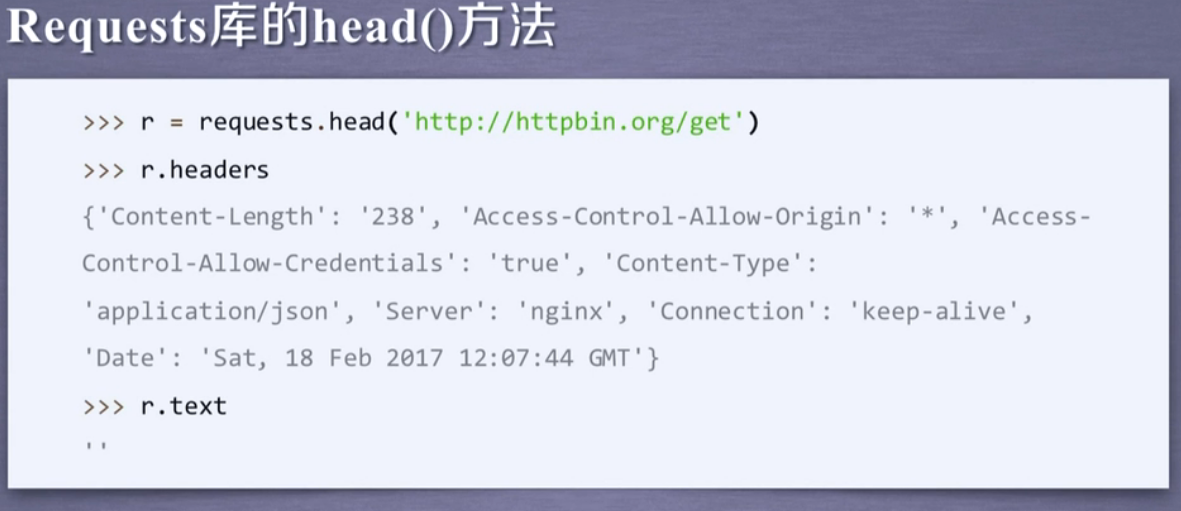 Requests库的head()方法
>>> r = requests.head('http://httpbin.org/get')
>>> r.headers
{'Content-Length': '238', 'Access-Control-Allow-Origin': '*', 'Access-
Control-Allow-Credentials': 'true', 'Content-Type':
'application/json', 'Server': 'nginx', 'Connection': 'keep-alive',
'Date': 'Sat, 18 Feb 2017 12:07:44 GMT'}
>>> r.text
''